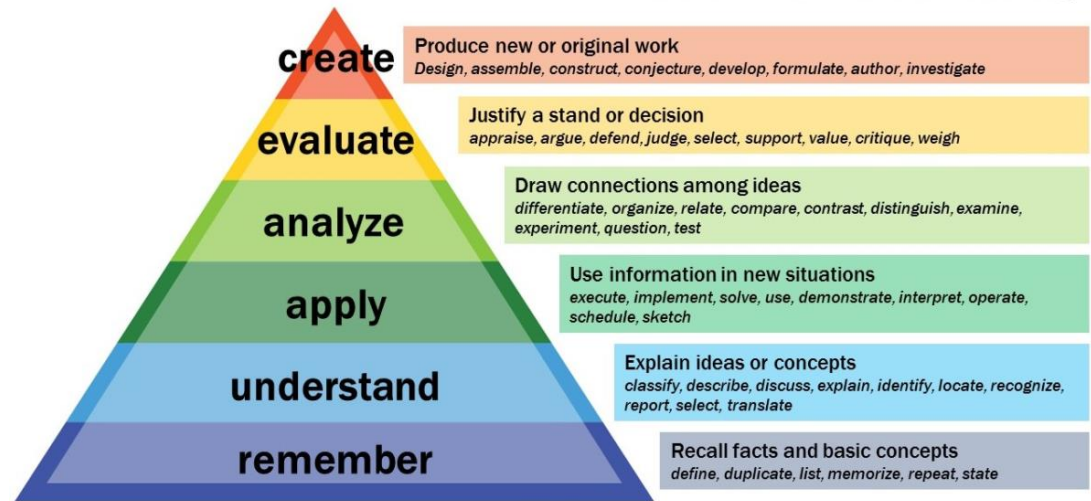 create
Produce new or original work
Design, assemble, construct, conjecture, develop, formulate, author, investigate
evaluate
Justify a stand or decision
appraise, argue, defend, judge, select, support, value, critique, weigh
analyze
Draw connections among ideas
differentiate, organize, relate, compare, contrast, distinguish, examine,
experiment, question, test
apply
Use information in new situations
execute, implement, solve, use, demonstrate, interpret, operate,
schedule, sketch
understand
Explain ideas or concepts
classify, describe, discuss, explain, identify, locate, recognize,
report, select, translate
remember
Recall facts and basic concepts
define, duplicate, list, memorize, repeat, state